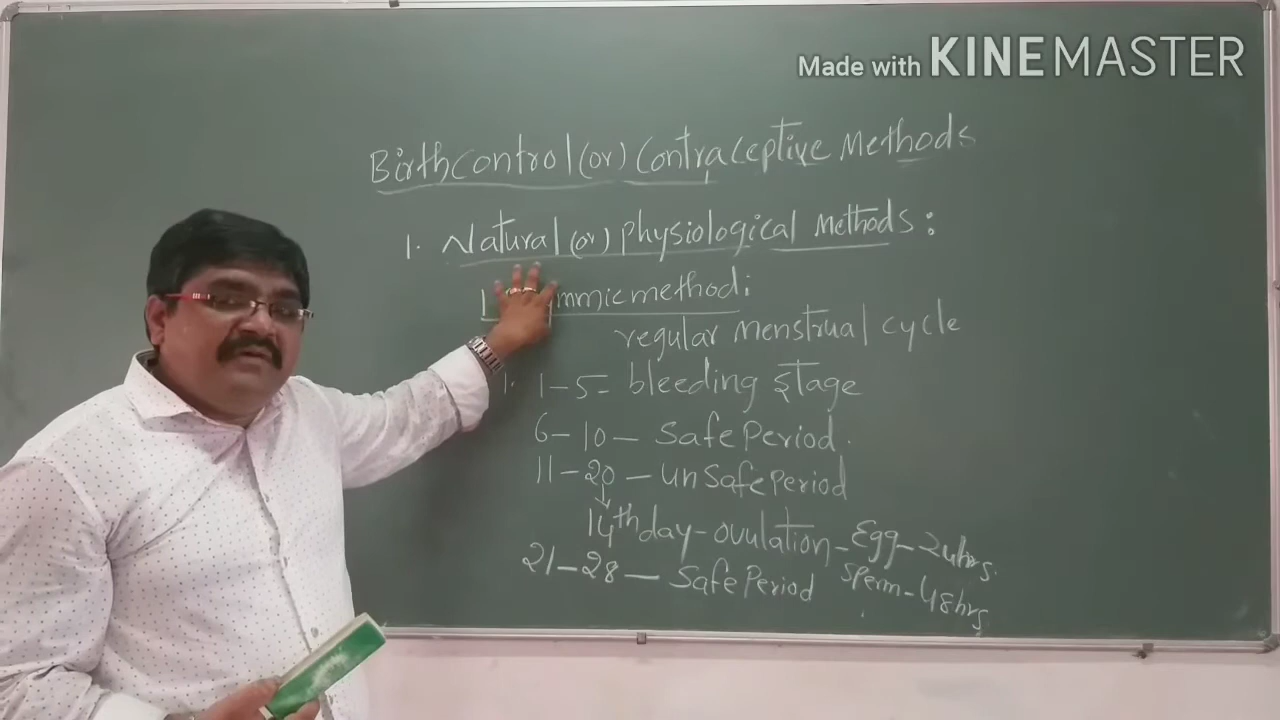 Made with KINEMASTER
Birth control (or) Contraceptive Methods
1. Natural (or) Physiological Methods:
method:
regular menstrual cycle
1. 1-5= bleeding stage
6-10- Safe Period.
11-20 - unsafe Period
14th day-ovulation-Egg-24hrs.
21-28 - Safe Period Sperm-48hrs